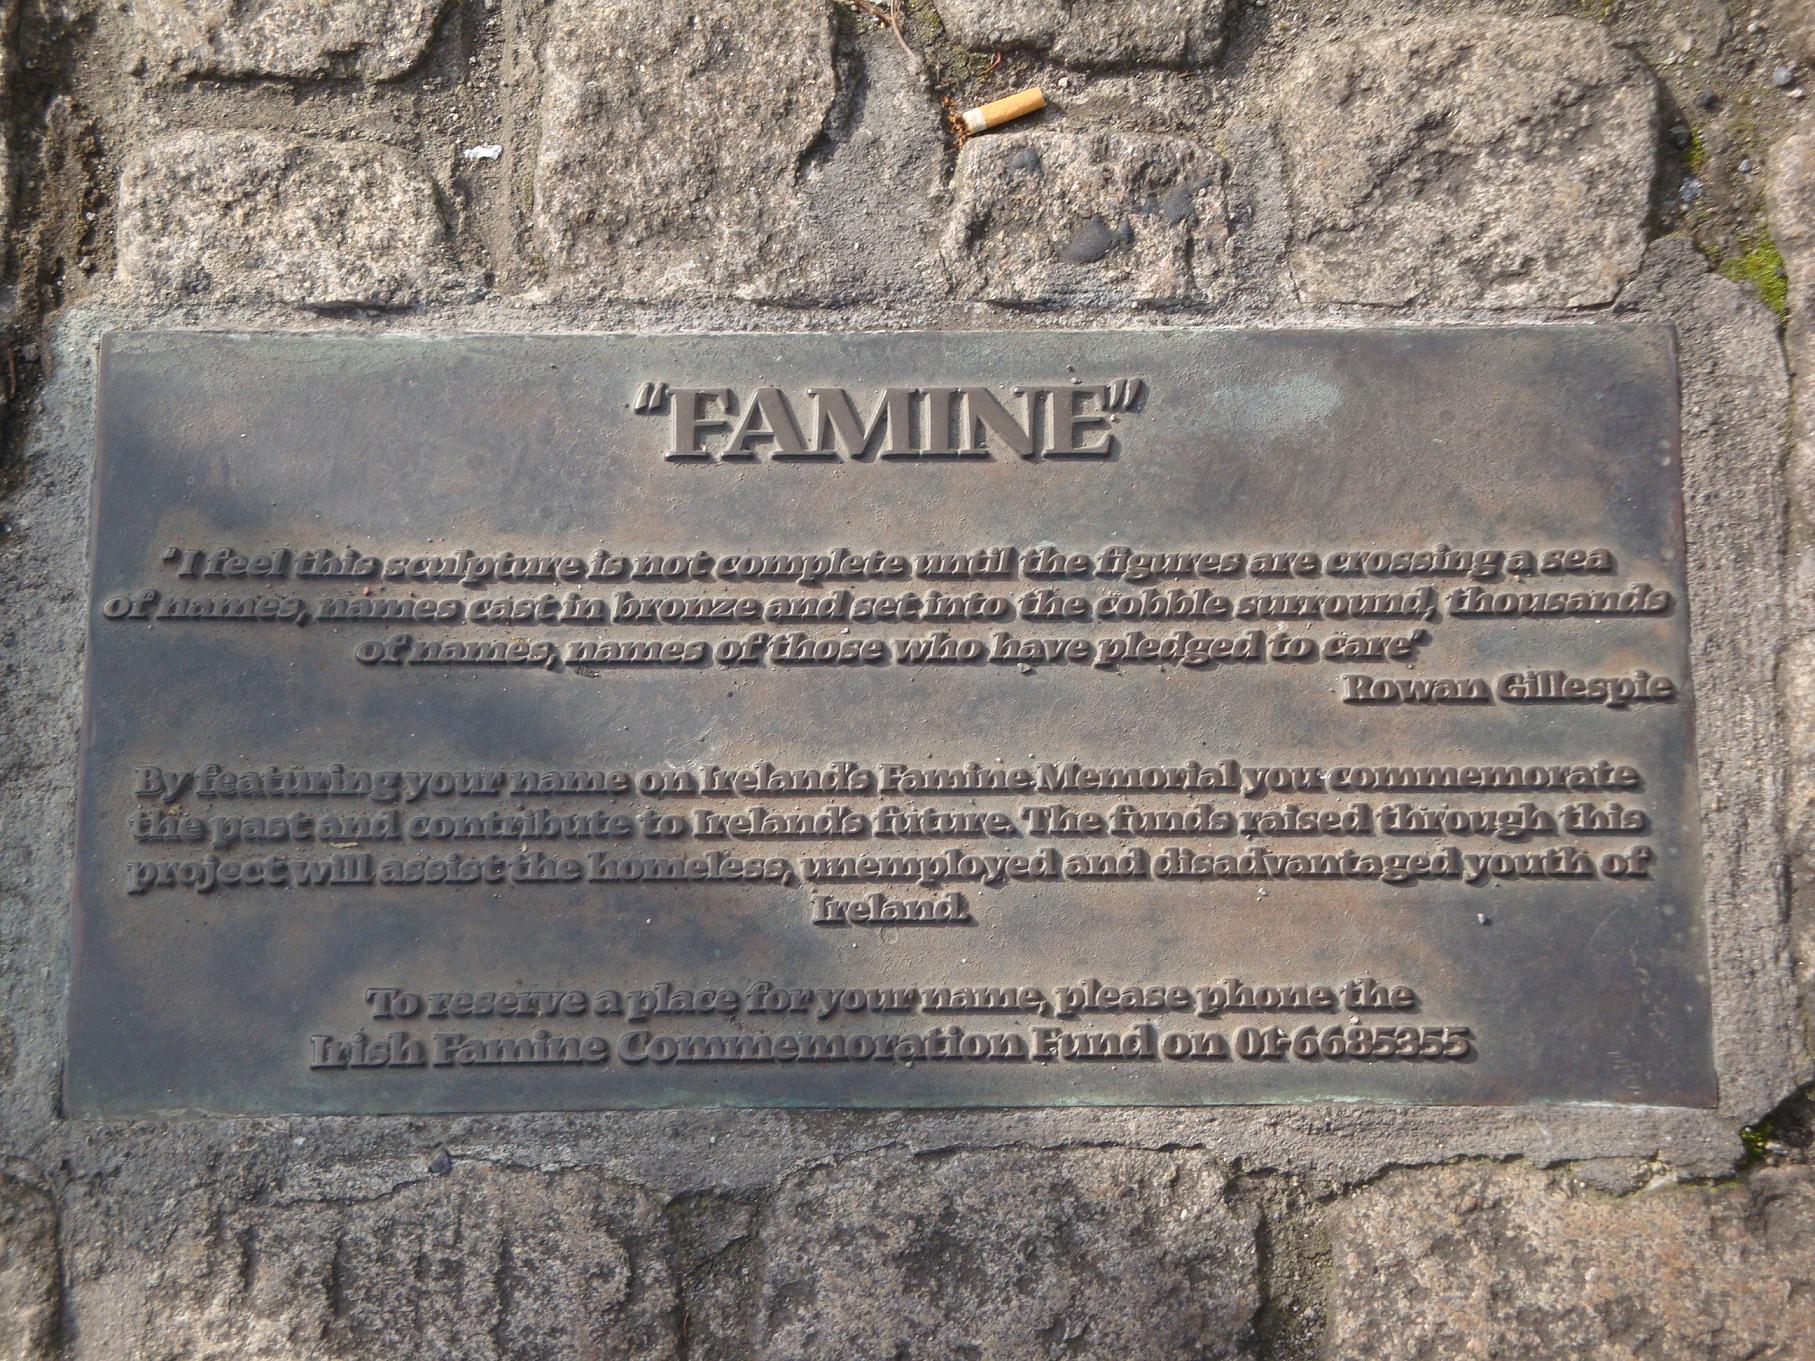 "FAMINE"
'I feel this sculpture is not complete until the figures are crossing a sea
of names, names cast in bronze and set into the cobble surround, thousands
of names, names of those who have pledged to care'
Rowan Gillespie
By featuring your name on Ireland's Famine Memorial you commemorate
the past and contribute to Ireland's future. The funds raised through this
project will assist the homeless, unemployed and disadvantaged youth of
Ireland.
To reserve a place for your name, please phone the
Irish Famine Commemoration Fund on 01-6685355